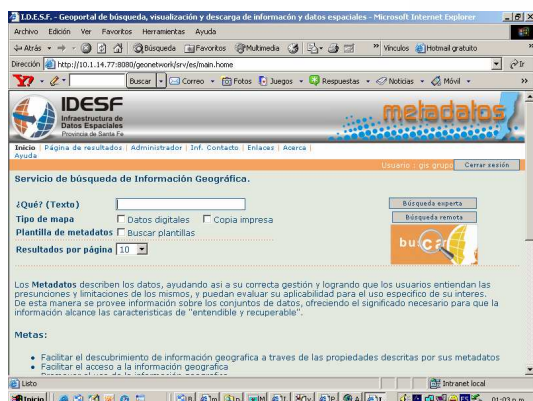 I.D.E.S.F. - Geoportal de búsqueda, visualización y descarga de información y datos espaciales - Microsoft Internet Explorer
Archivo Edición Ver Favoritos Herramientas Ayuda
Atrás Búsqueda Favoritos Multimedia Vínculos Hotmail gratuito
Dirección http://10.1.14.77:8080/geonetwork/srv/es/main.home Ir
Y7 Buscar Correo Fotos Juegos Respuestas Noticias Móvil
IDESF
Infraestructura de
Datos Espaciales
Provincia de Santa Fe
metadatos
Inicio | Página de resultados | Administrador | Inf. Contacto | Enlaces | Acerca |
Ayuda
Usuario : gis grupo Cerrar sesión
Servicio de búsqueda de Información Geográfica.
¿Qué? (Texto) Búsqueda experta
Tipo de mapa Datos digitales Copia impresa Búsqueda remota
Plantilla de metadatos Buscar plantillas
Resultados por página 10
buscar
Los Metadatos describen los datos, ayudando asi a su correcta gestión y logrando que los usuarios entiendan las
presunciones y limitaciones de los mismos, y puedan evaluar su aplicabilidad para el uso especifico de su interes.
De esta manera se provee información sobre los conjuntos de datos, ofreciendo el significado necesario para que la
información alcance las caracteristicas de "entendible y recuperable".
Metas:
Facilitar el descubrimiento de información geografica a traves de las propiedades descritas por sus metadatos
Facilitar el acceso a la información geografica
Listo Intranet local
Inicio 01:03 p.m.